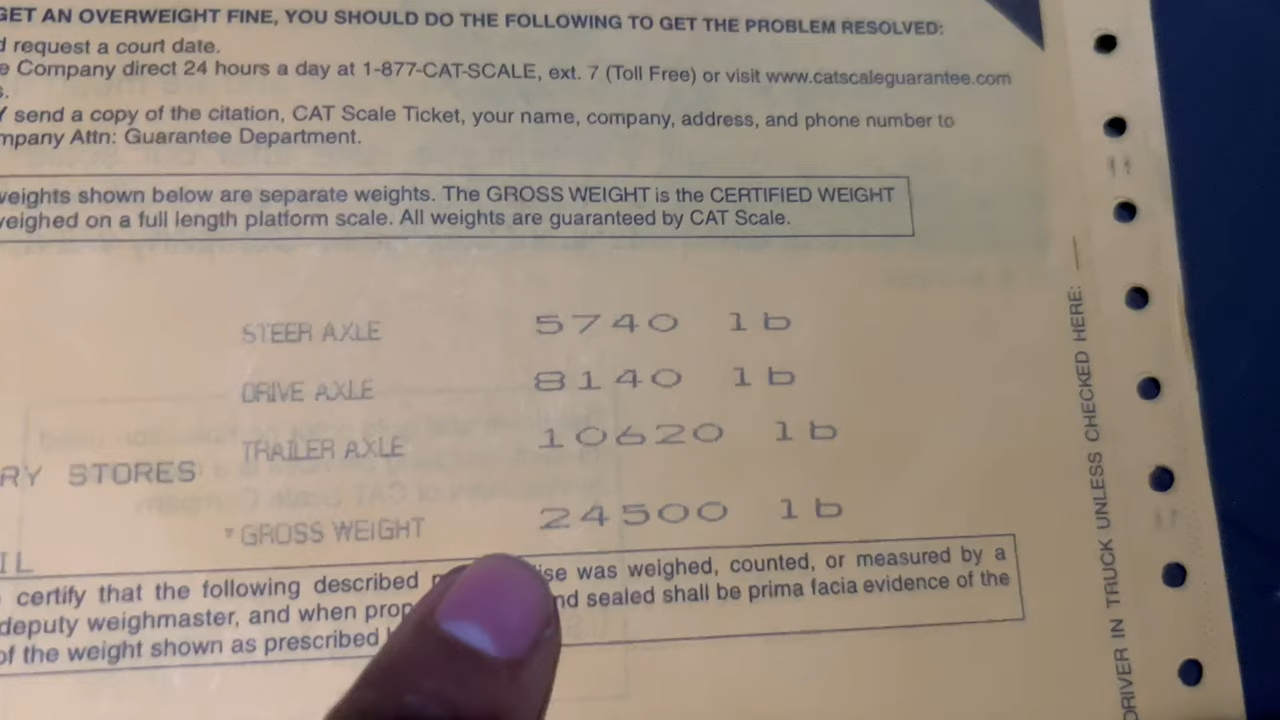 GET AN OVERWEIGHT FINE, YOU SHOULD DO THE FOLLOWING TO GET THE PROBLEM RESOLVED:
request a court date.
Company direct 24 hours a day at 1-877-CAT-SCALE, ext. 7 (Toll Free) or visit www.catscaleguarantee.com
send a copy of the citation, CAT Scale Ticket, your name, company, address, and phone number to
mpany Attn: Guarantee Department.
weights shown below are separate weights. The GROSS WEIGHT is the CERTIFIED WEIGHT
weighed on a full length platform scale. All weights are guaranteed by CAT Scale.
STEER AXLE 5740 lb
DRIVE AXLE 8140 lb
TRAILER AXLE 10620 lb
RY STORES
*GROSS WEIGHT 24500 lb
IL
certify that the following described ise was weighed, counted, or measured by a
deputy weighmaster, and when prop nd sealed shall be prima facia evidence of the
of the weight shown as prescribed
DRIVER IN TRUCK UNLESS CHECKED HERE: